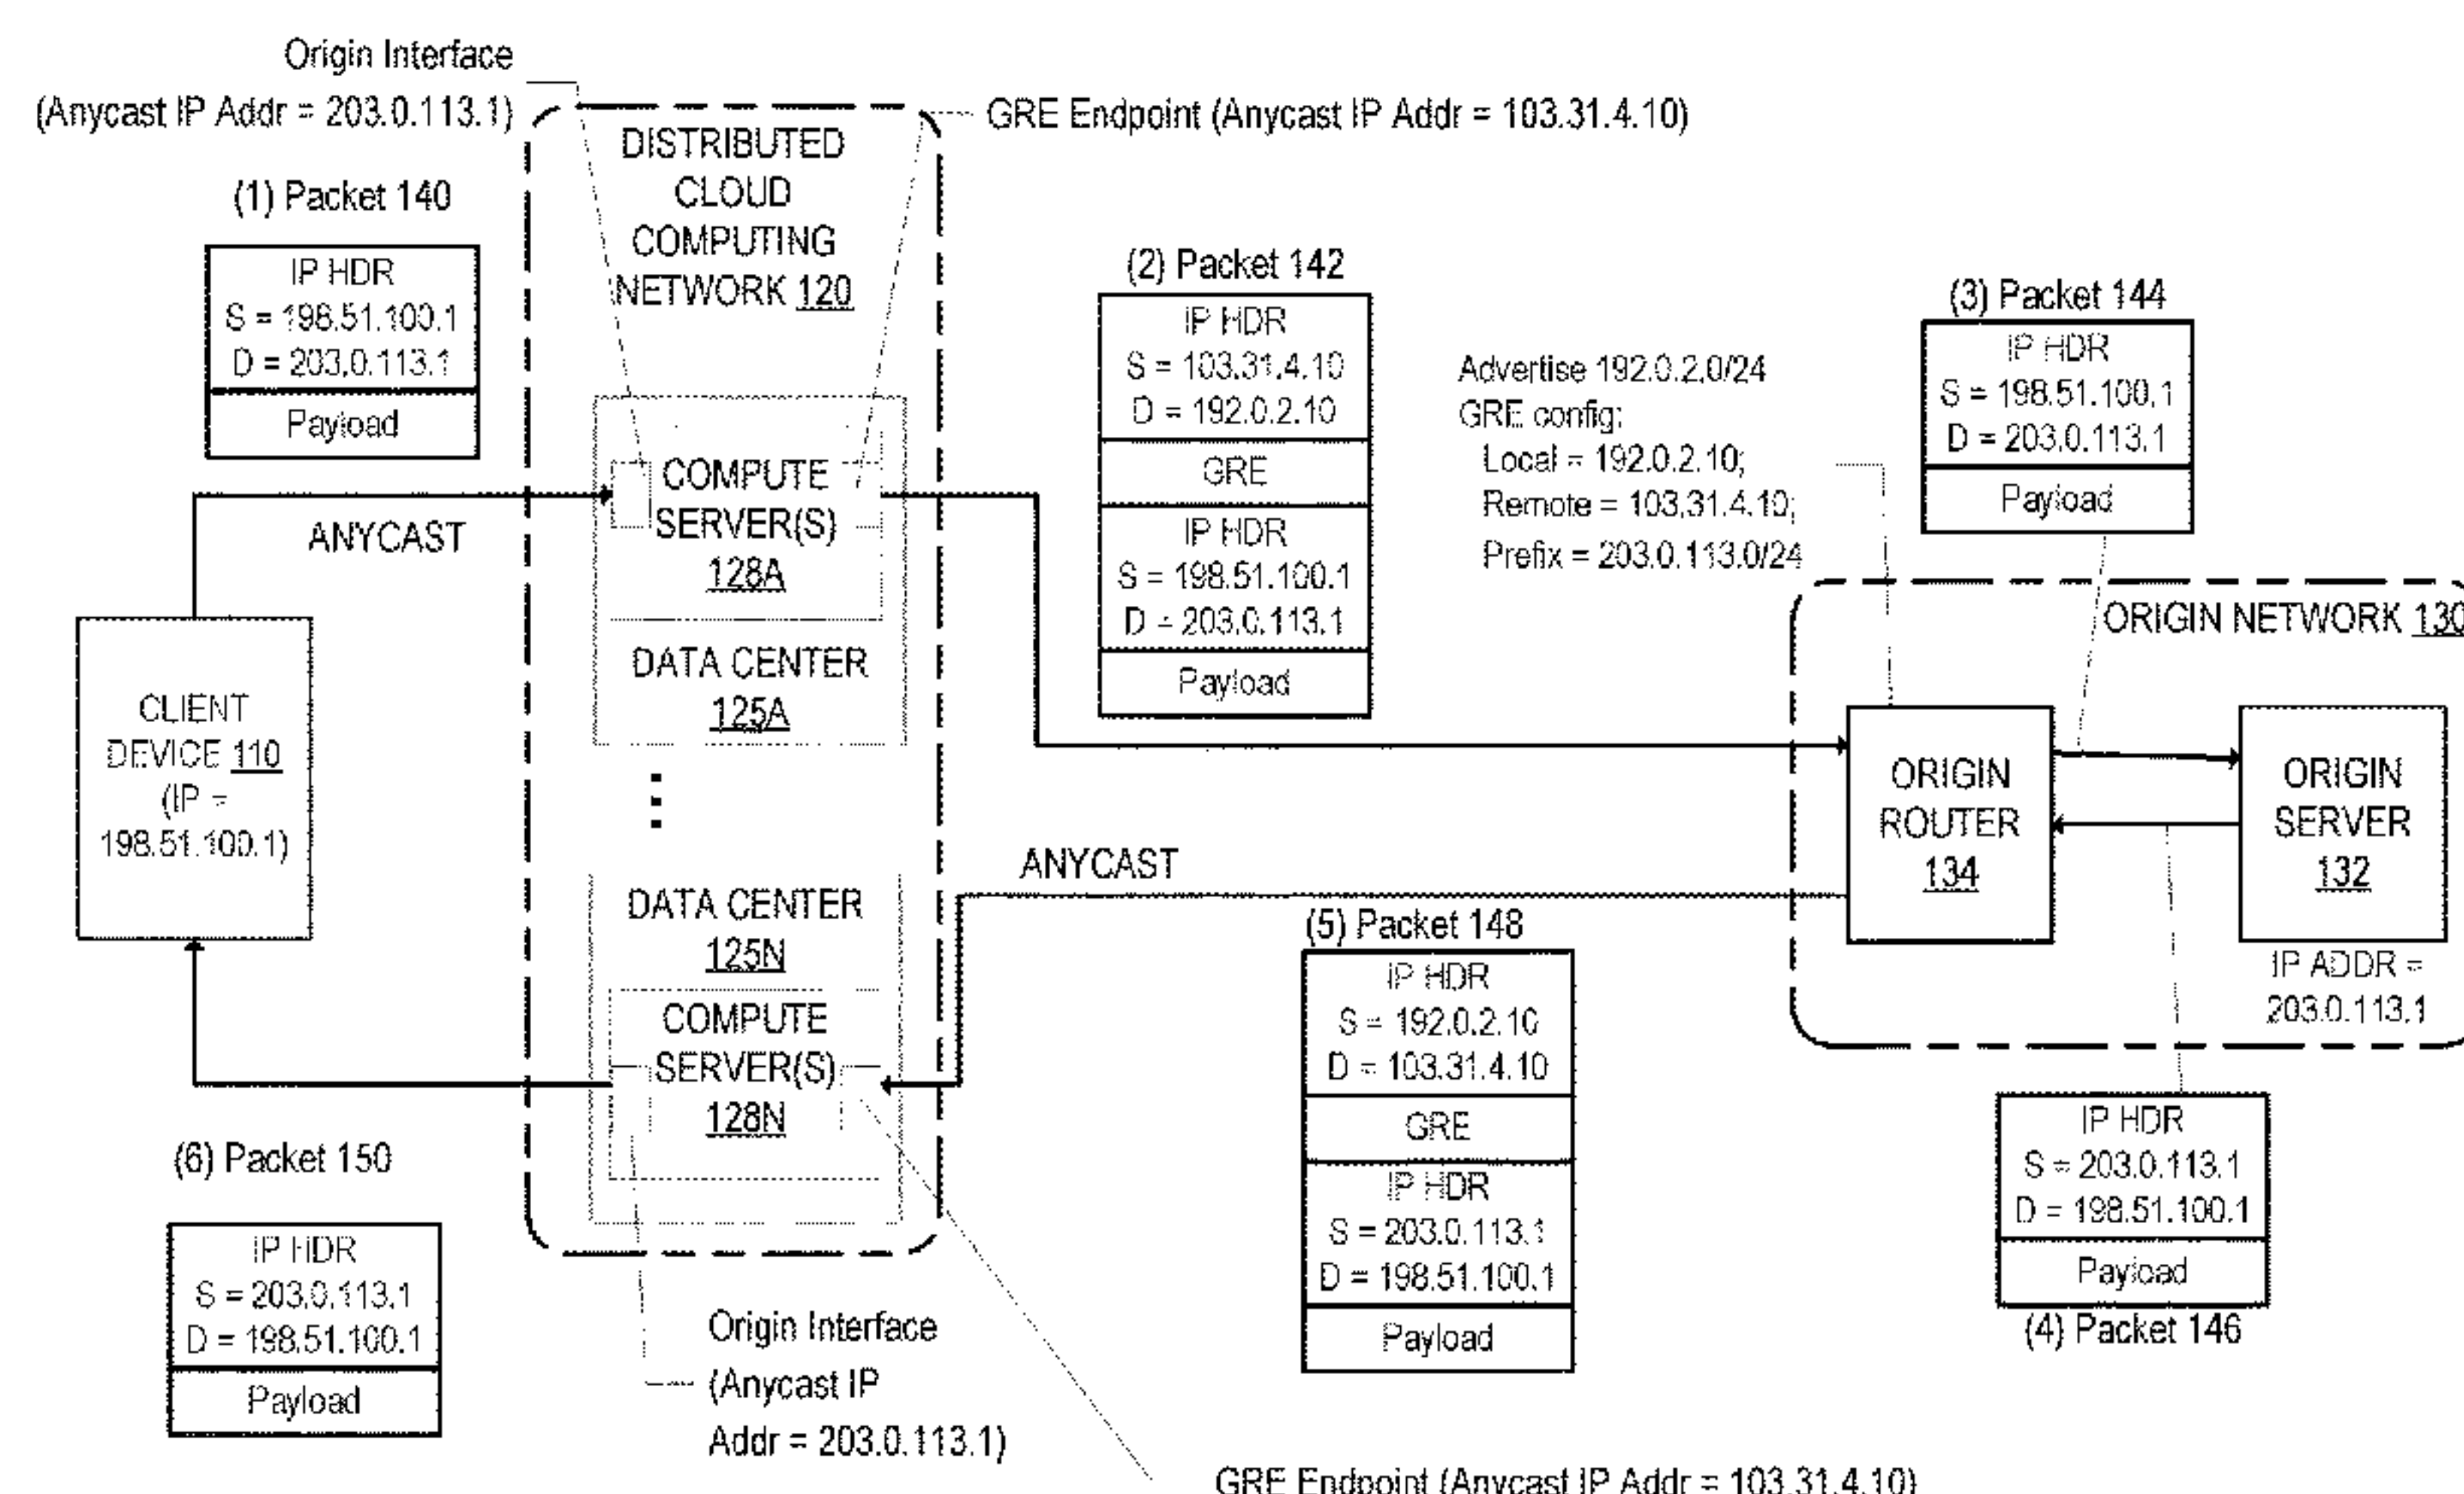 Origin Interface
(Anycast IP Addr = 203.0.113.1)
GRE Endpoint (Anycast IP Addr = 103.31.4.10)
DISTRIBUTED
CLOUD
COMPUTING
NETWORK 120
(1) Packet 140
IP HDR
S = 198.51.100.1
D = 203.0.113.1
Payload
ANYCAST
COMPUTE
SERVER(S)
128A
DATA CENTER
125A
(2) Packet 142
IP HDR
S = 103.31.4.10
D = 192.0.2.10
GRE
IP HDR
S = 198.51.100.1
D = 203.0.113.1
Payload
Advertise 192.0.2.0/24
GRE config:
Local = 192.0.2.10;
Remote = 103.31.4.10;
Prefix = 203.0.113.0/24
(3) Packet 144
IP HDR
S = 198.51.100.1
D = 203.0.113.1
Payload
ORIGIN NETWORK 130
CLIENT
DEVICE 110
(IP =
198.51.100.1)
ORIGIN
ROUTER
134
ORIGIN
SERVER
132
IP ADDR =
203.0.113.1
ANYCAST
DATA CENTER
125N
COMPUTE
SERVER(S)
128N
(5) Packet 148
IP HDR
S = 192.0.2.10
D = 103.31.4.10
GRE
IP HDR
S = 203.0.113.1
D = 198.51.100.1
Payload
IP HDR
S = 203.0.113.1
D = 198.51.100.1
Payload
(4) Packet 146
(6) Packet 150
IP HDR
S = 203.0.113.1
D = 198.51.100.1
Payload
Origin Interface
(Anycast IP
Addr = 203.0.113.1)
GRE Endpoint (Anycast IP Addr = 103.31.4.10)